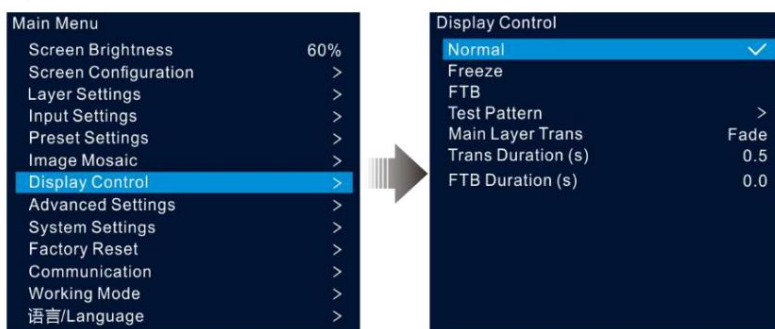 Main Menu
Screen Brightness 60%
Screen Configuration >
Layer Settings >
Input Settings >
Preset Settings >
Image Mosaic >
Display Control >
Advanced Settings >
System Settings >
Factory Reset >
Communication >
Working Mode >
语言/Language >
Display Control
Normal ✓
Freeze
FTB
Test Pattern >
Main Layer Trans Fade
Trans Duration (s) 0.5
FTB Duration (s) 0.0